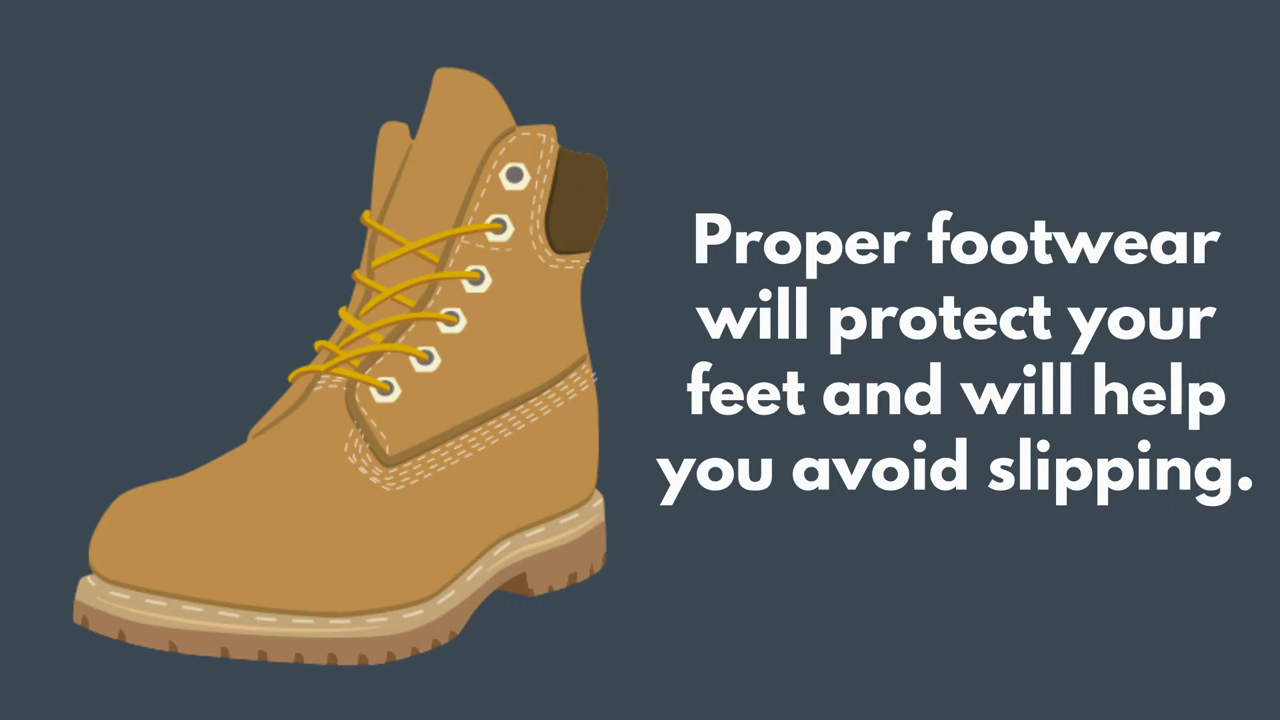 Proper footwear
will protect your
feet and will help
you avoid slipping.